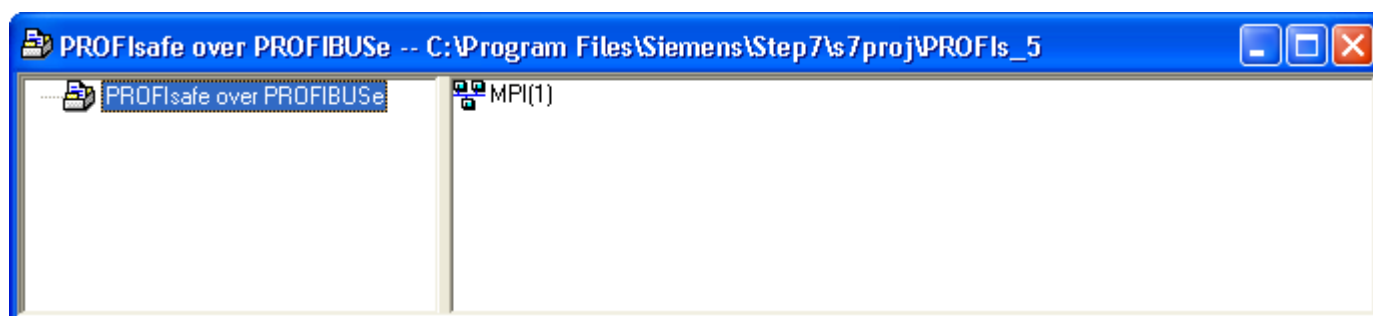 PROFIsafe over PROFIBUSe -- C:\Program Files\Siemens\Step7\s7proj\PROFIs_5
PROFIsafe over PROFIBUSe
MPI(1)